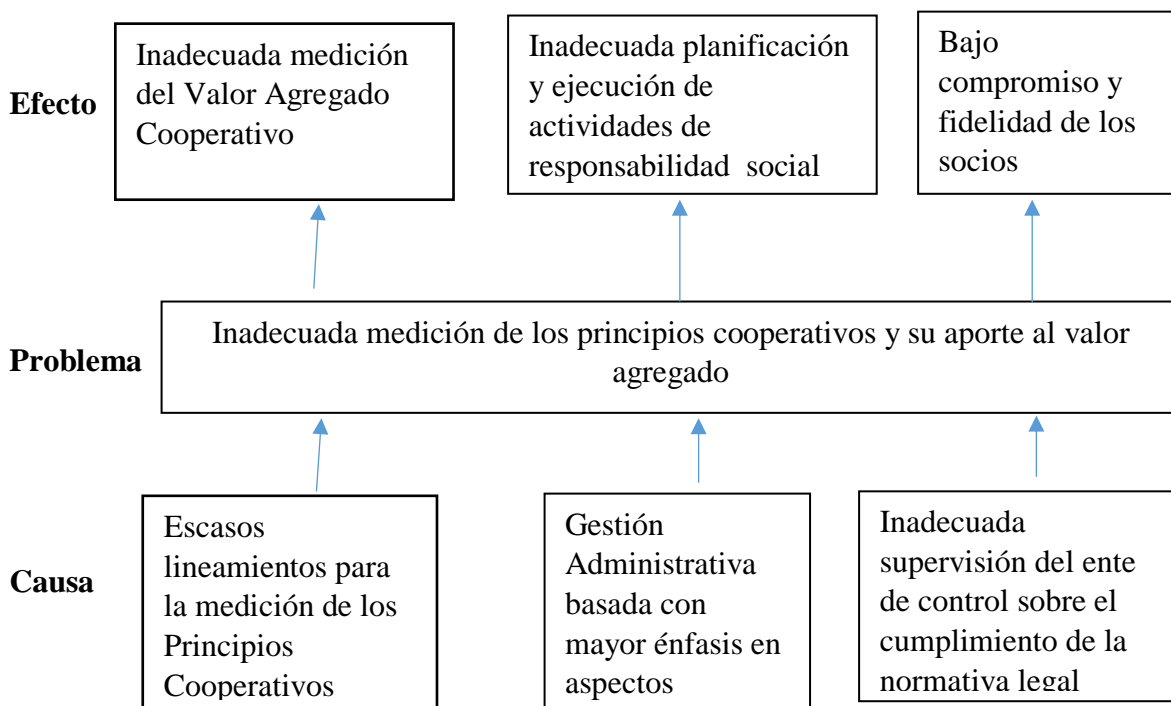 Efecto
Inadecuada medición
del Valor Agregado
Cooperativo
Inadecuada planificación
y ejecución de
actividades de
responsabilidad social
Bajo
compromiso y
fidelidad de los
socios
Problema
Inadecuada medición de los principios cooperativos y su aporte al valor
agregado
Causa
Escasos
lineamientos para
la medición de los
Principios
Cooperativos
Gestión
Administrativa
basada con
mayor énfasis en
aspectos
Inadecuada
supervisión del ente
de control sobre el
cumplimiento de la
normativa legal